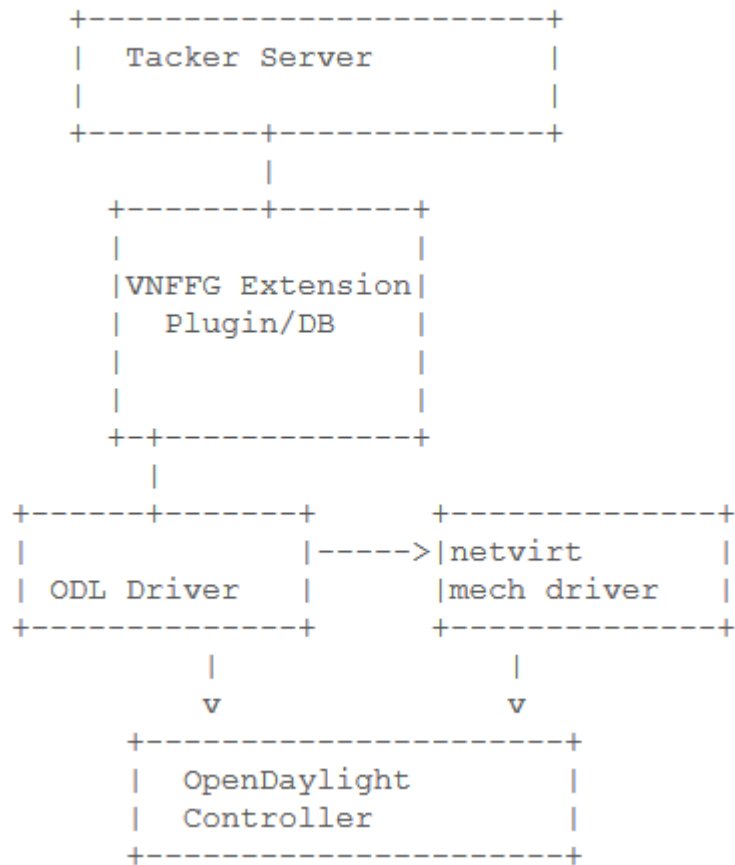 Tacker Server
VNFFG Extension
Plugin/DB
netvirt
ODL Driver mech driver
v v
OpenDaylight
Controller